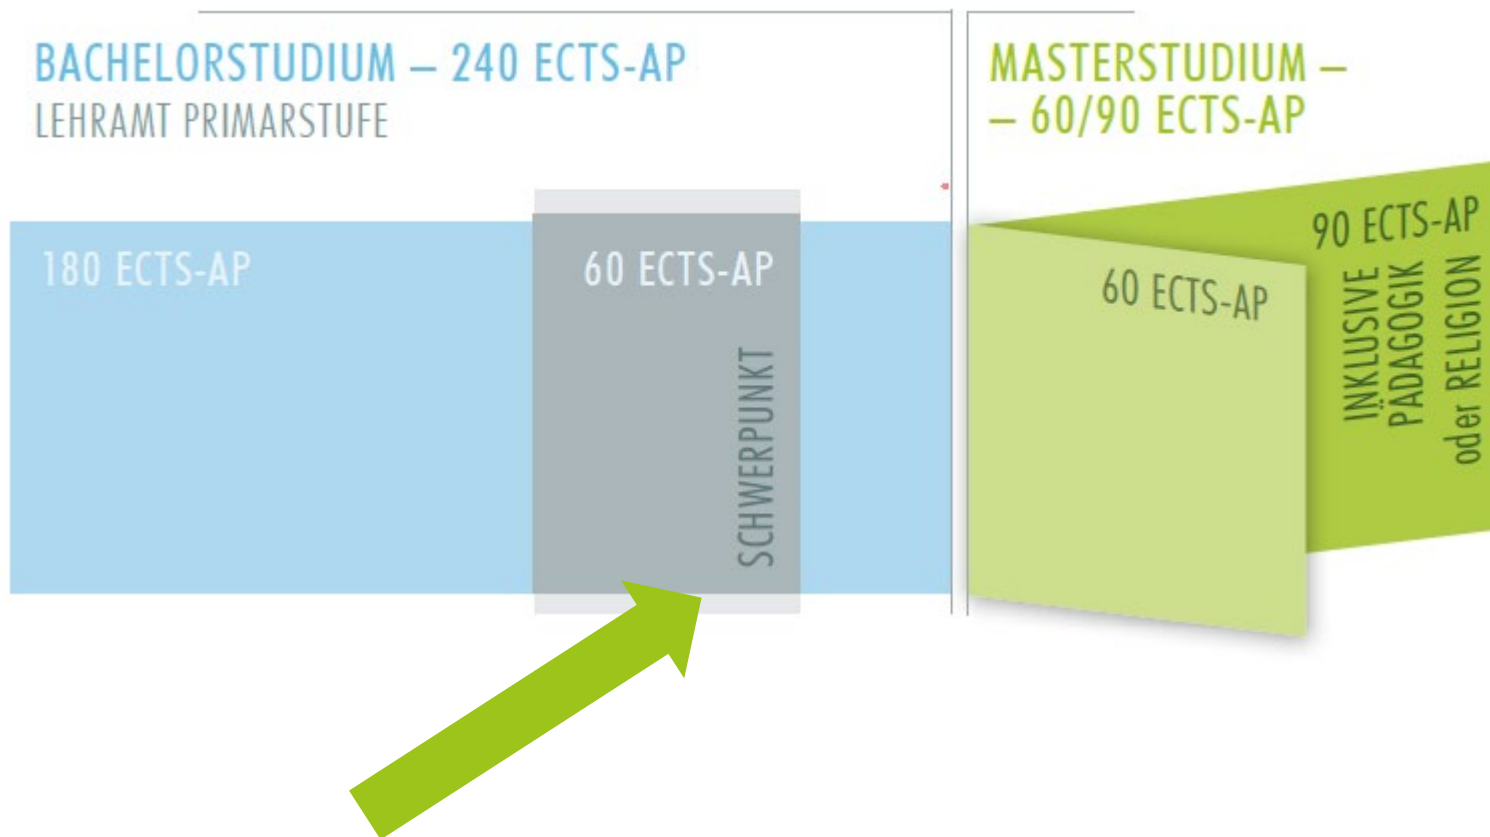 BACHELORSTUDIUM – 240 ECTS-AP
LEHRAMT PRIMARSTUFE
180 ECTS-AP
60 ECTS-AP
SCHWERPUNKT
MASTERSTUDIUM –
– 60/90 ECTS-AP
60 ECTS-AP
90 ECTS-AP
INKLUSIVE
PÄDAGOGIK
oder RELIGION